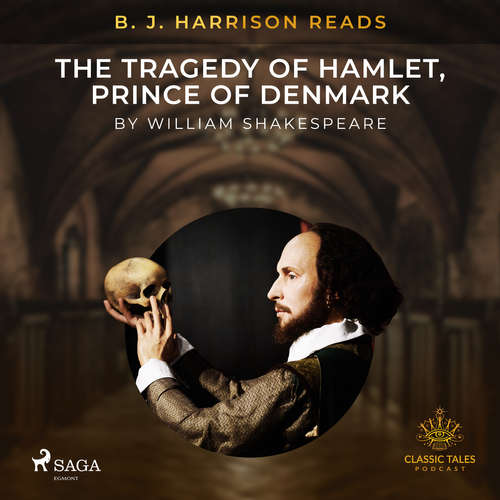 B. J. HARRISON READS
THE TRAGEDY OF HAMLET,
PRINCE OF DENMARK
BY WILLIAM SHAKESPEARE
SAGA
EGMONT
CLASSIC TALES
PODCAST